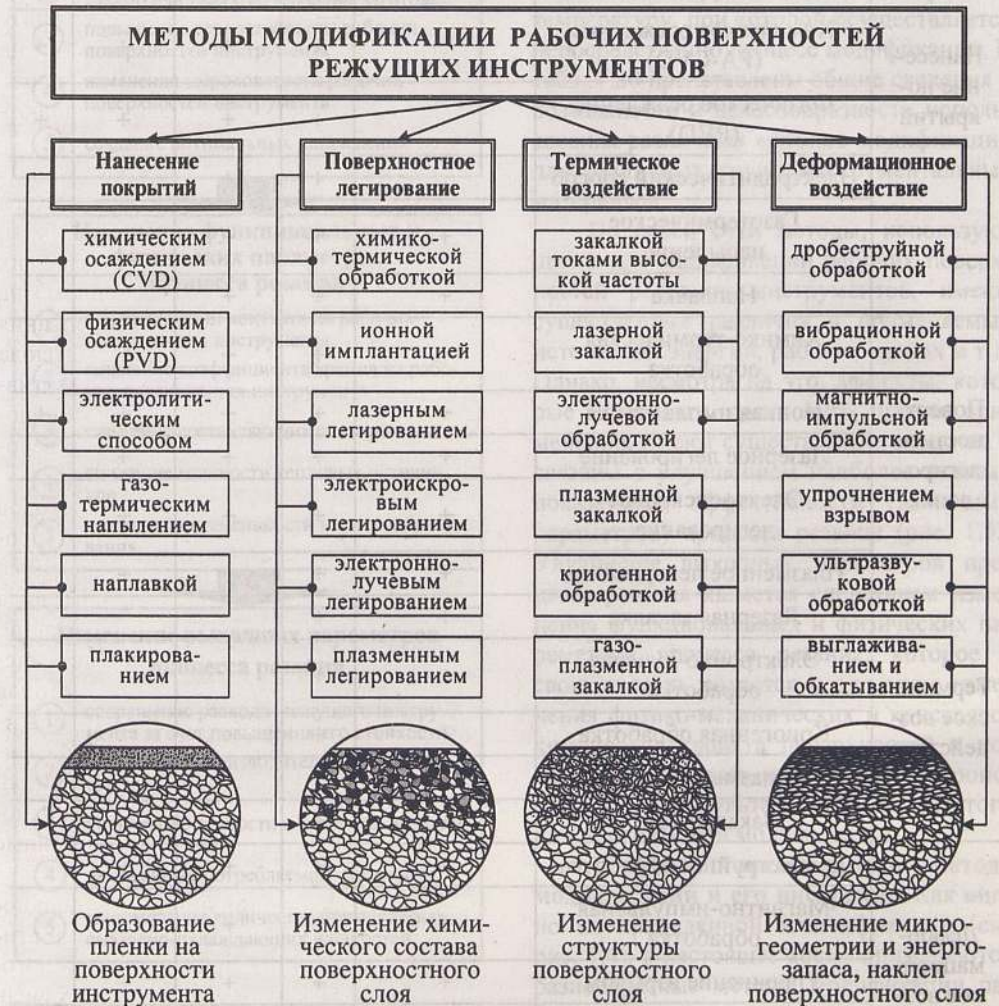 МЕТОДЫ МОДИФИКАЦИИ РАБОЧИХ ПОВЕРХНОСТЕЙ
РЕЖУЩИХ ИНСТРУМЕНТОВ
Нанесение
покрытий
химическим
осаждением
(CVD)
физическим
осаждением
(PVD)
электролити-
ческим
способом
газо-
термическим
напылением
наплавкой
плакирова-
нием
Образование
пленки на
поверхности
инструмента
Поверхностное
легирование
химико-
термической
обработкой
ионной
имплантацией
лазерным
легированием
электроискро-
вым
легированием
электронно-
лучевым
легированием
плазменным
легированием
Изменение хими-
ческого состава
поверхностного
слоя
Термическое
воздействие
закалкой
токами высо-
кой частоты
лазерной
закалкой
электронно-
лучевой
обработкой
плазменной
закалкой
криогенной
обработкой
газо-
плазменной
закалкой
Изменение
структуры
поверхностного
слоя
Деформационное
воздействие
дробеструйной
обработкой
вибрационной
обработкой
магнитно-
импульсной
обработкой
упрочнением
взрывом
ультразву-
ковой
обработкой
выглажива-
нием и
обкатыванием
Изменение микро-
геометрии и энерго-
запаса, наклеп
поверхностного слоя